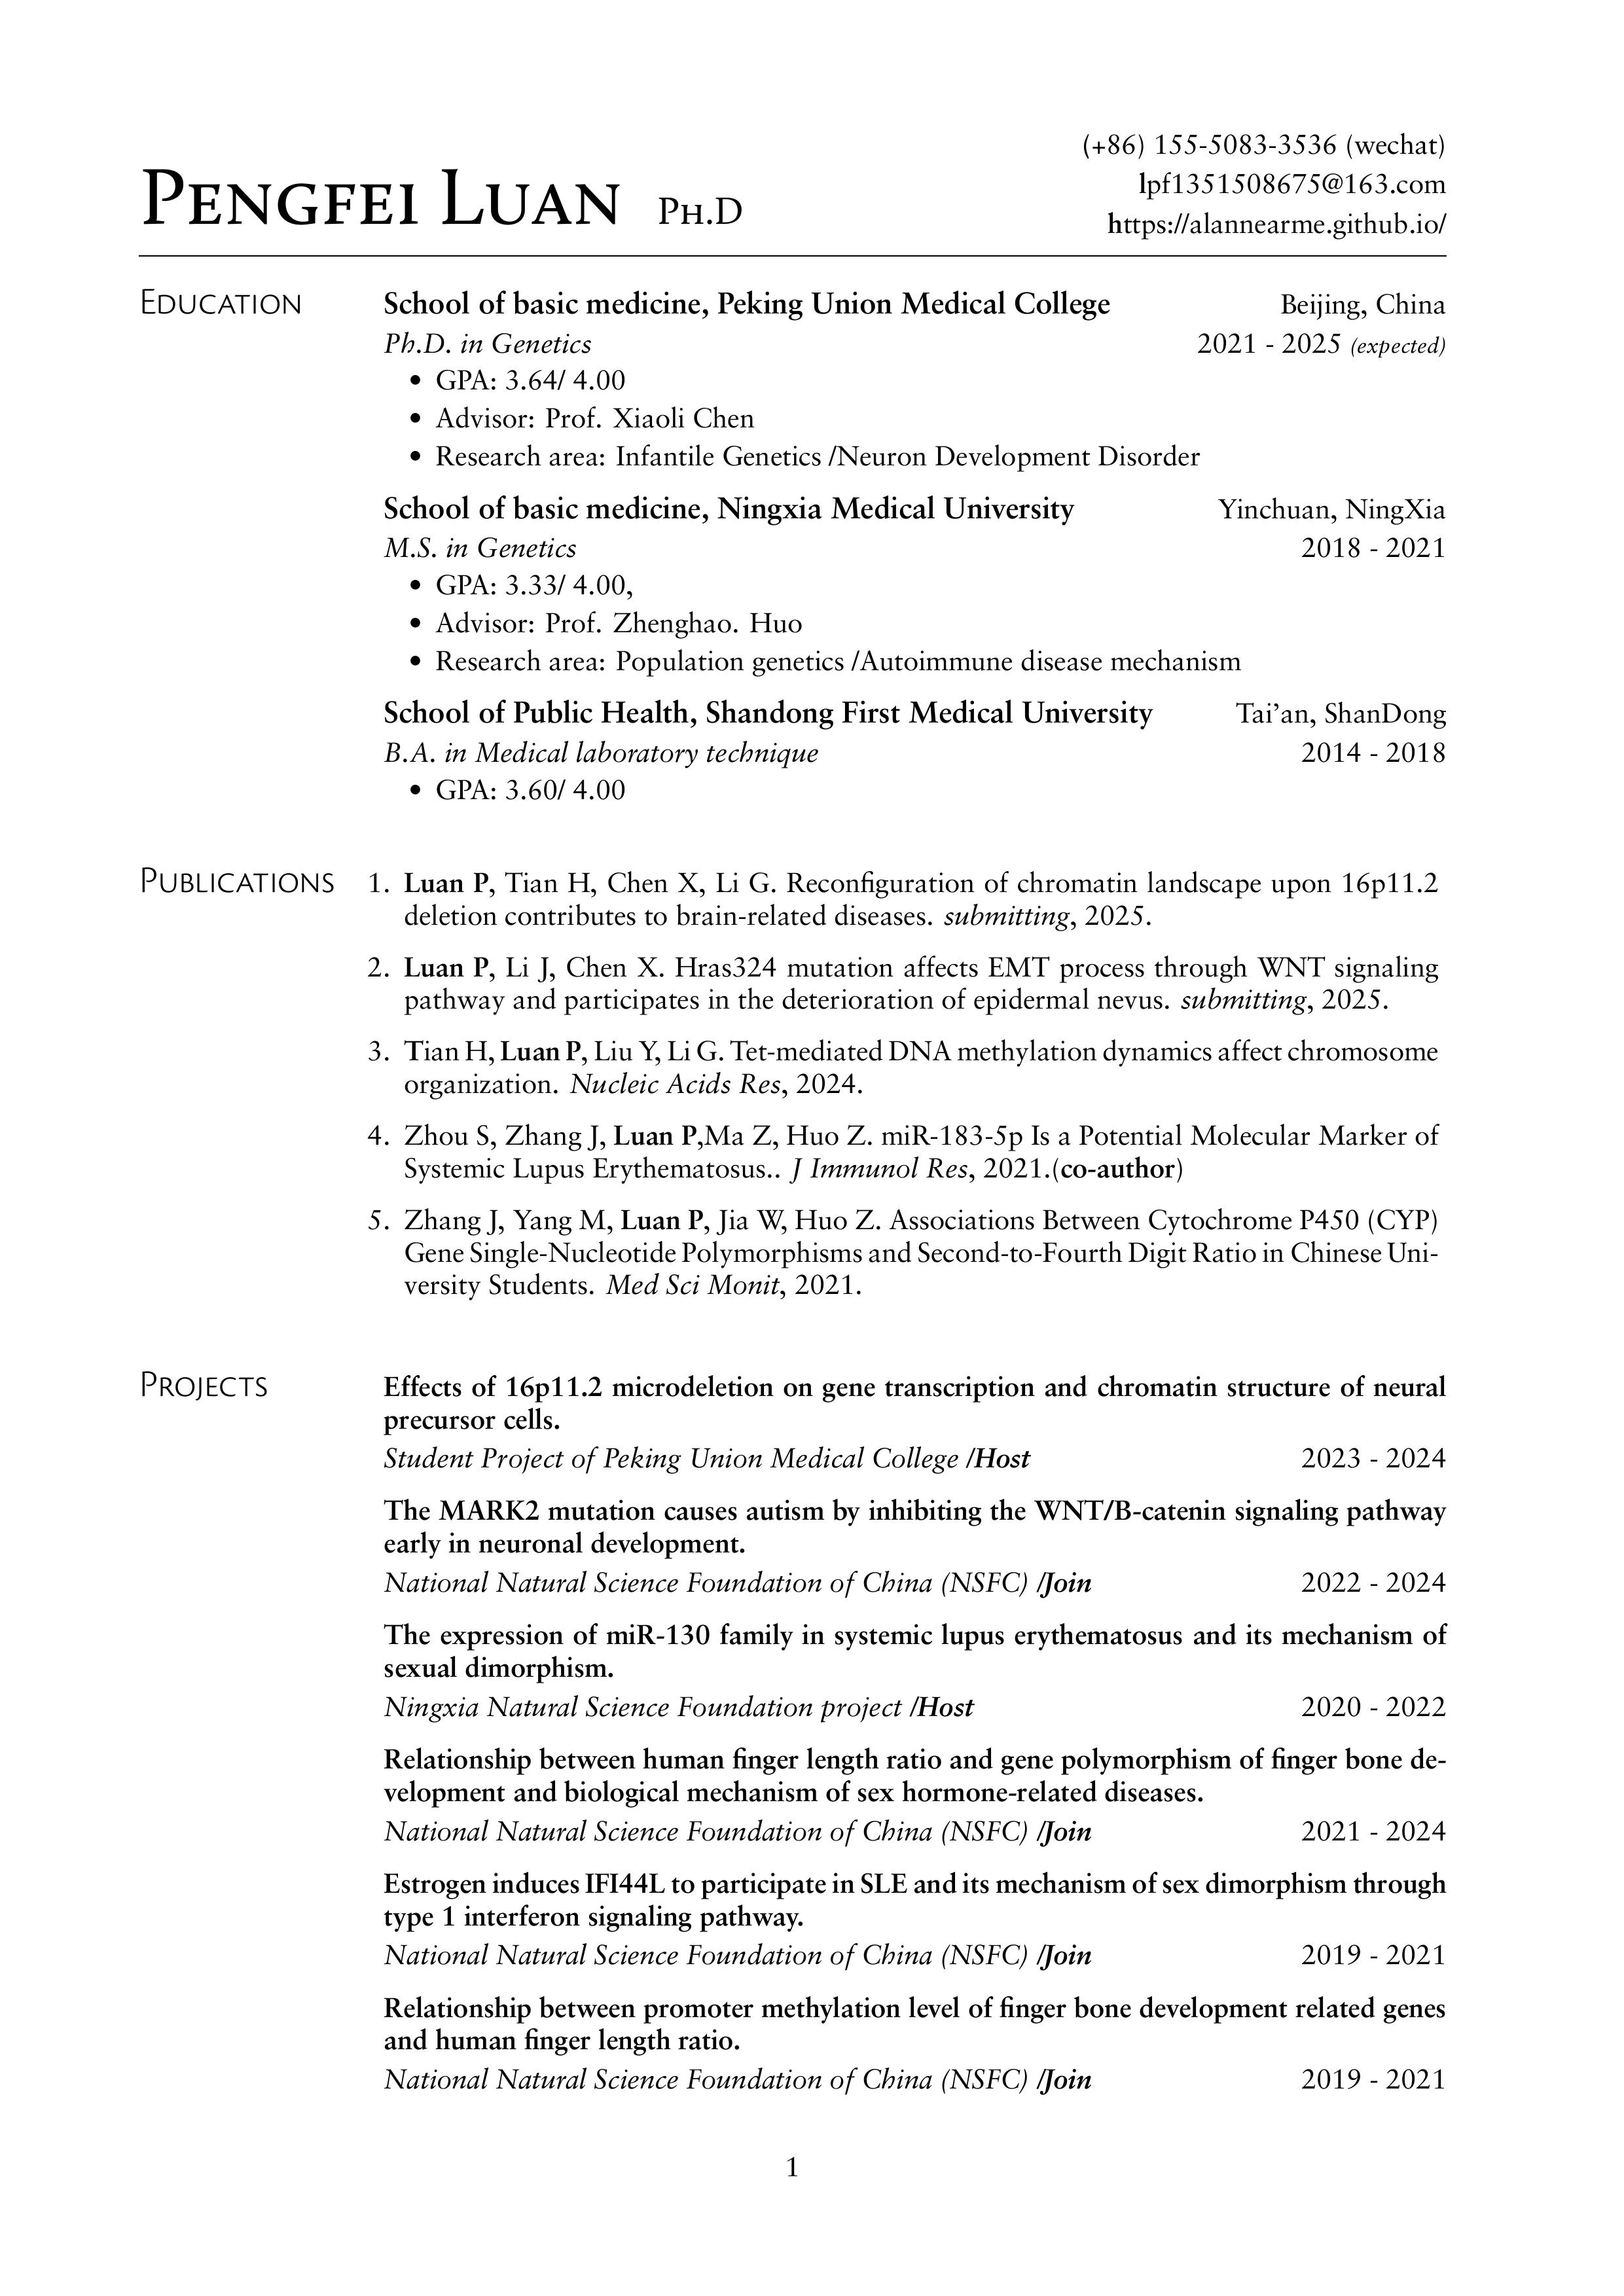 (+86) 155-5083-3536 (wechat)
lpf1351508675@163.com
https://alannearme.github.io/
PENGFEI LUAN PH.D
EDUCATION
School of basic medicine, Peking Union Medical College Beijing, China
Ph.D. in Genetics 2021 - 2025 (expected)
• GPA: 3.64/ 4.00
• Advisor: Prof. Xiaoli Chen
• Research area: Infantile Genetics /Neuron Development Disorder
School of basic medicine, Ningxia Medical University Yinchuan, NingXia
M.S. in Genetics 2018 - 2021
• GPA: 3.33/ 4.00,
• Advisor: Prof. Zhenghao. Huo
• Research area: Population genetics /Autoimmune disease mechanism
School of Public Health, Shandong First Medical University Tai’an, ShanDong
B.A. in Medical laboratory technique 2014 - 2018
• GPA: 3.60/ 4.00
PUBLICATIONS
1. Luan P, Tian H, Chen X, Li G. Reconfiguration of chromatin landscape upon 16p11.2
deletion contributes to brain-related diseases. submitting, 2025.
2. Luan P, Li J, Chen X. Hras324 mutation affects EMT process through WNT signaling
pathway and participates in the deterioration of epidermal nevus. submitting, 2025.
3. Tian H, Luan P, Liu Y, Li G. Tet-mediated DNA methylation dynamics affect chromosome
organization. Nucleic Acids Res, 2024.
4. Zhou S, Zhang J, Luan P,Ma Z, Huo Z. miR-183-5p Is a Potential Molecular Marker of
Systemic Lupus Erythematosus.. J Immunol Res, 2021.(co-author)
5. Zhang J, Yang M, Luan P, Jia W, Huo Z. Associations Between Cytochrome P450 (CYP)
Gene Single-Nucleotide Polymorphisms and Second-to-Fourth Digit Ratio in Chinese Uni-
versity Students. Med Sci Monit, 2021.
PROJECTS
Effects of 16p11.2 microdeletion on gene transcription and chromatin structure of neural
precursor cells.
Student Project of Peking Union Medical College /Host 2023 - 2024
The MARK2 mutation causes autism by inhibiting the WNT/B-catenin signaling pathway
early in neuronal development.
National Natural Science Foundation of China (NSFC) /Join 2022 - 2024
The expression of miR-130 family in systemic lupus erythematosus and its mechanism of
sexual dimorphism.
Ningxia Natural Science Foundation project /Host 2020 - 2022
Relationship between human finger length ratio and gene polymorphism of finger bone de-
velopment and biological mechanism of sex hormone-related diseases.
National Natural Science Foundation of China (NSFC) /Join 2021 - 2024
Estrogen induces IFI44L to participate in SLE and its mechanism of sex dimorphism through
type 1 interferon signaling pathway.
National Natural Science Foundation of China (NSFC) /Join 2019 - 2021
Relationship between promoter methylation level of finger bone development related genes
and human finger length ratio.
National Natural Science Foundation of China (NSFC) /Join 2019 - 2021
1